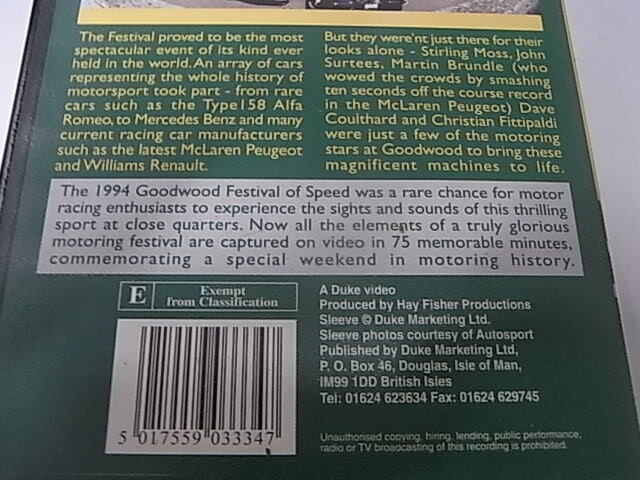 The Festival proved to be the most
spectacular event of its kind ever
held in the world. An array of cars
representing the whole history of
motorsport took part - from rare
cars such as the Type158 Alfa
Romeo, to Mercedes Benz and many
current racing car manufacturers
such as the latest McLaren Peugeot
and Williams Renault.
But they were'nt just there for their
looks alone - Stirling Moss, John
Surtees, Martin Brundle (who
wowed the crowds by smashing
ten seconds off the course record
in the McLaren Peugeot) Dave
Coulthard and Christian Fittipaldi
were just a few of the motoring
stars at Goodwood to bring these
magnificent machines to life.
The 1994 Goodwood Festival of Speed was a rare chance for motor
racing enthusiasts to experience the sights and sounds of this thrilling
sport at close quarters. Now all the elements of a truly glorious
motoring festival are captured on video in 75 memorable minutes,
commemorating a special weekend in motoring history.
E Exempt
from Classification
5 017559 033347
A Duke video
Produced by Hay Fisher Productions
Sleeve © Duke Marketing Ltd.
Sleeve photos courtesy of Autosport
Published by Duke Marketing Ltd,
P. O. Box 46, Douglas, Isle of Man,
IM99 1DD British Isles
Tel: 01624 623634 Fax: 01624 629745
Unauthorised copying, hiring, lending, public performance,
radio or TV broadcasting of this recording is prohibited.